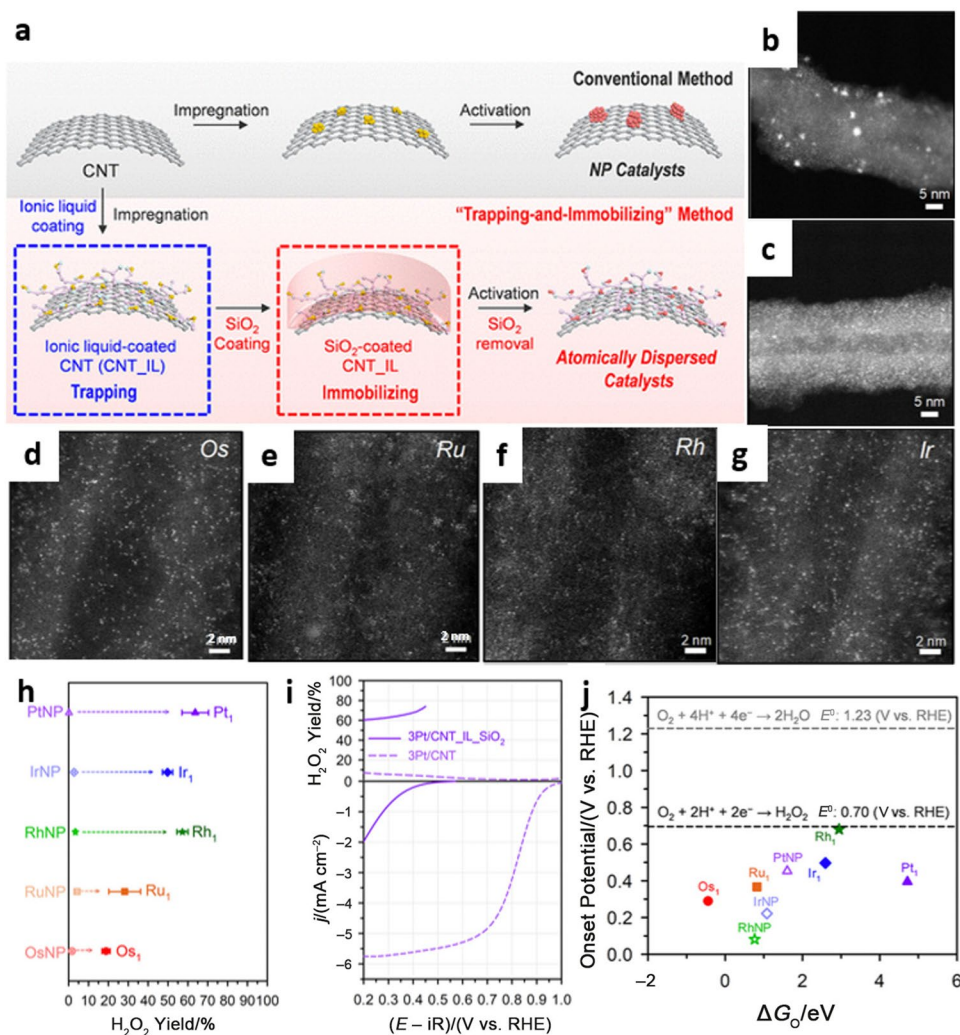 a
Conventional Method
Impregnation
Activation
CNT
NP Catalysts
Ionic liquid
coating
Impregnation
"Trapping-and-Immobilizing" Method
Ionic liquid-coated
CNT (CNT_IL)
Trapping
SiO₂
Coating
SiO₂-coated
CNT_IL
Immobilizing
Activation
SiO₂
removal
Atomically Dispersed
Catalysts
b
5 nm
c
5 nm
d
Os
2 nm
e
Ru
2 nm
f
Rh
2 nm
g
Ir
2 nm
h
PtNP
Pt₁
IrNP
Ir₁
RhNP
Rh₁
RuNP
Ru₁
OsNP
Os₁
0 20 40 60 80 100
H₂O₂ Yield/%
i
H₂O₂ Yield/%
100
80
60
40
20
0
3Pt/CNT_IL_SiO₂
3Pt/CNT
j/(mA cm⁻²)
−1
−2
−3
−4
−5
−6
0.2 0.3 0.4 0.5 0.6 0.7 0.8 0.9 1.0
(E − iR)/(V vs. RHE)
j
Onset Potential/(V vs. RHE)
1.4
1.2
1.0
0.8
0.6
0.4
0.2
0.0
O₂ + 4H⁺ + 4e⁻ → 2H₂O E⁰: 1.23 (V vs. RHE)
O₂ + 2H⁺ + 2e⁻ → H₂O₂ E⁰: 0.70 (V vs. RHE)
Rh₁
PtNP
Ir₁
Pt₁
Ru₁
Os₁
IrNP
RhNP
−2 0 2 4 6
ΔG_O/eV